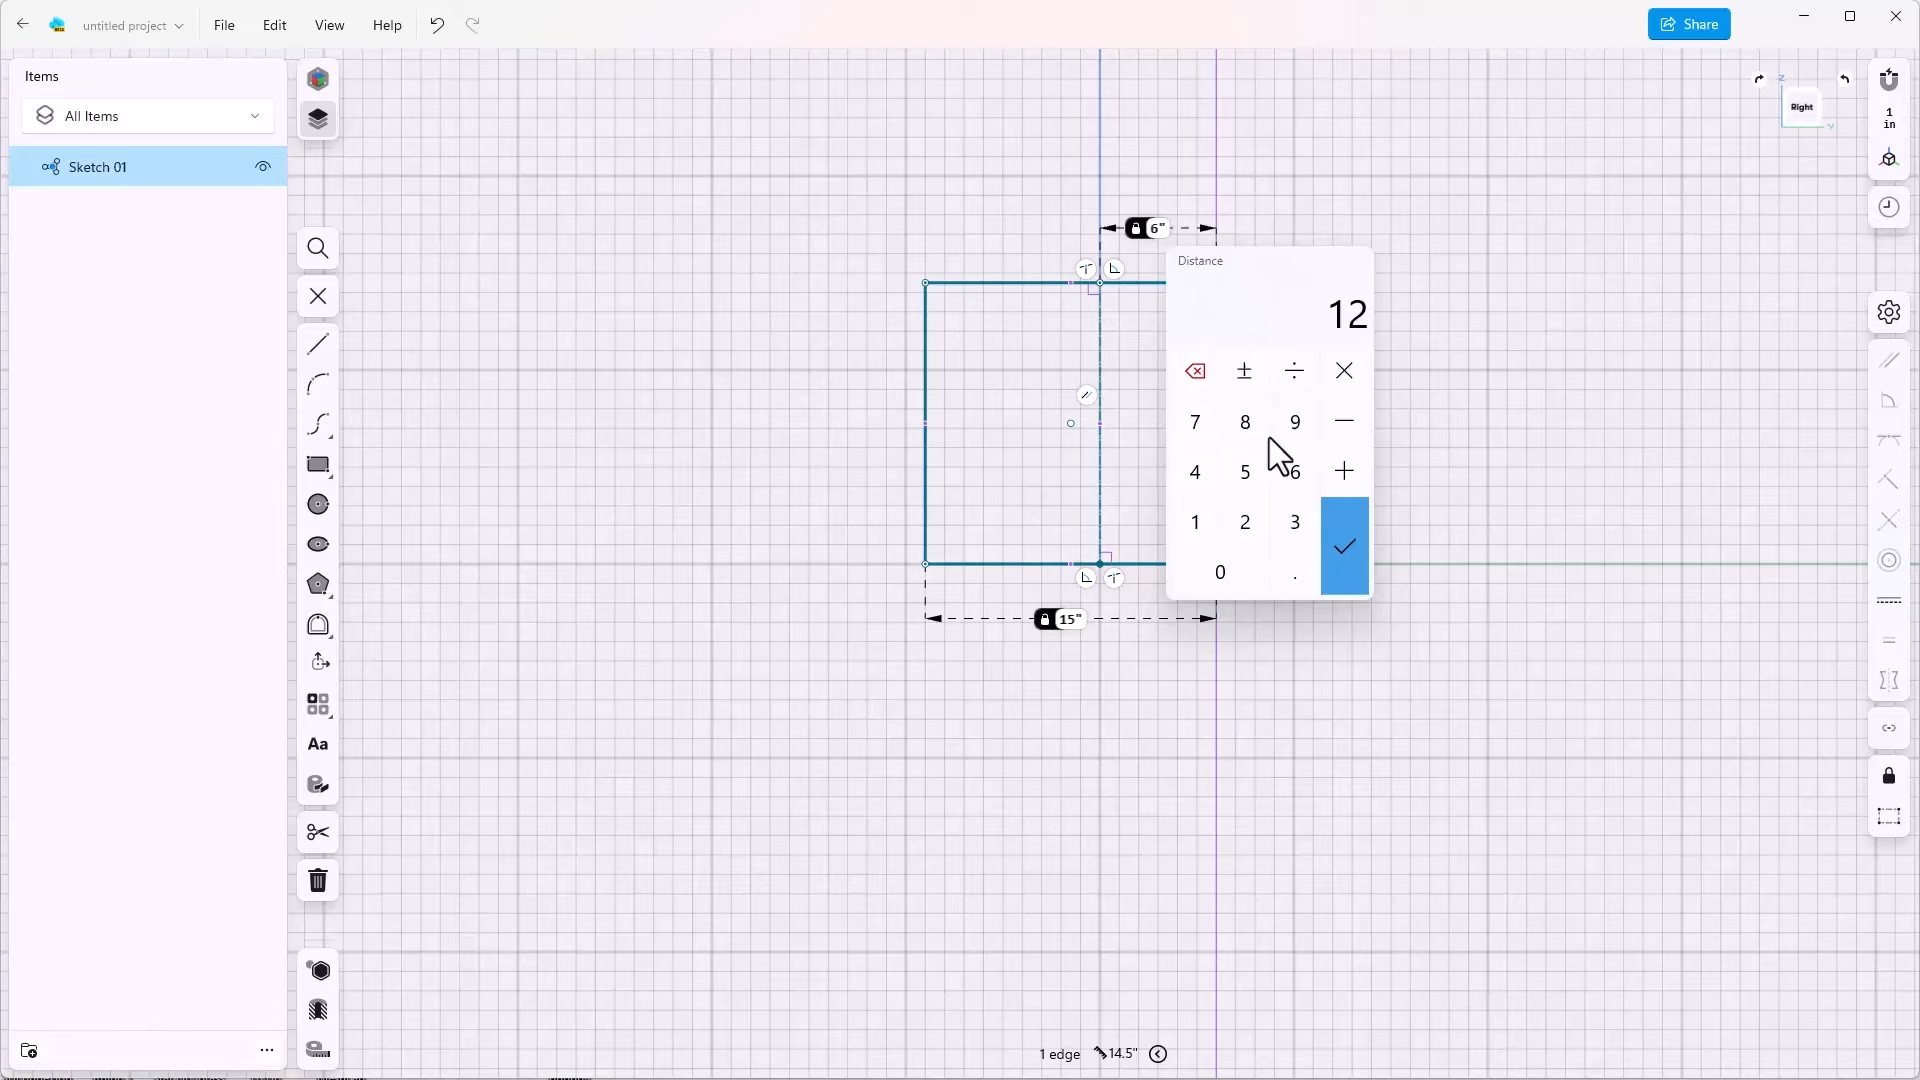 untitled project
File
Edit
View
Help
Share
Items
All Items
Sketch 01
Z
Right
Y
1
in
6"
Distance
12
7 8 9
4 5 6
1 2 3
0 .
15"
Aa
1 edge 14.5"